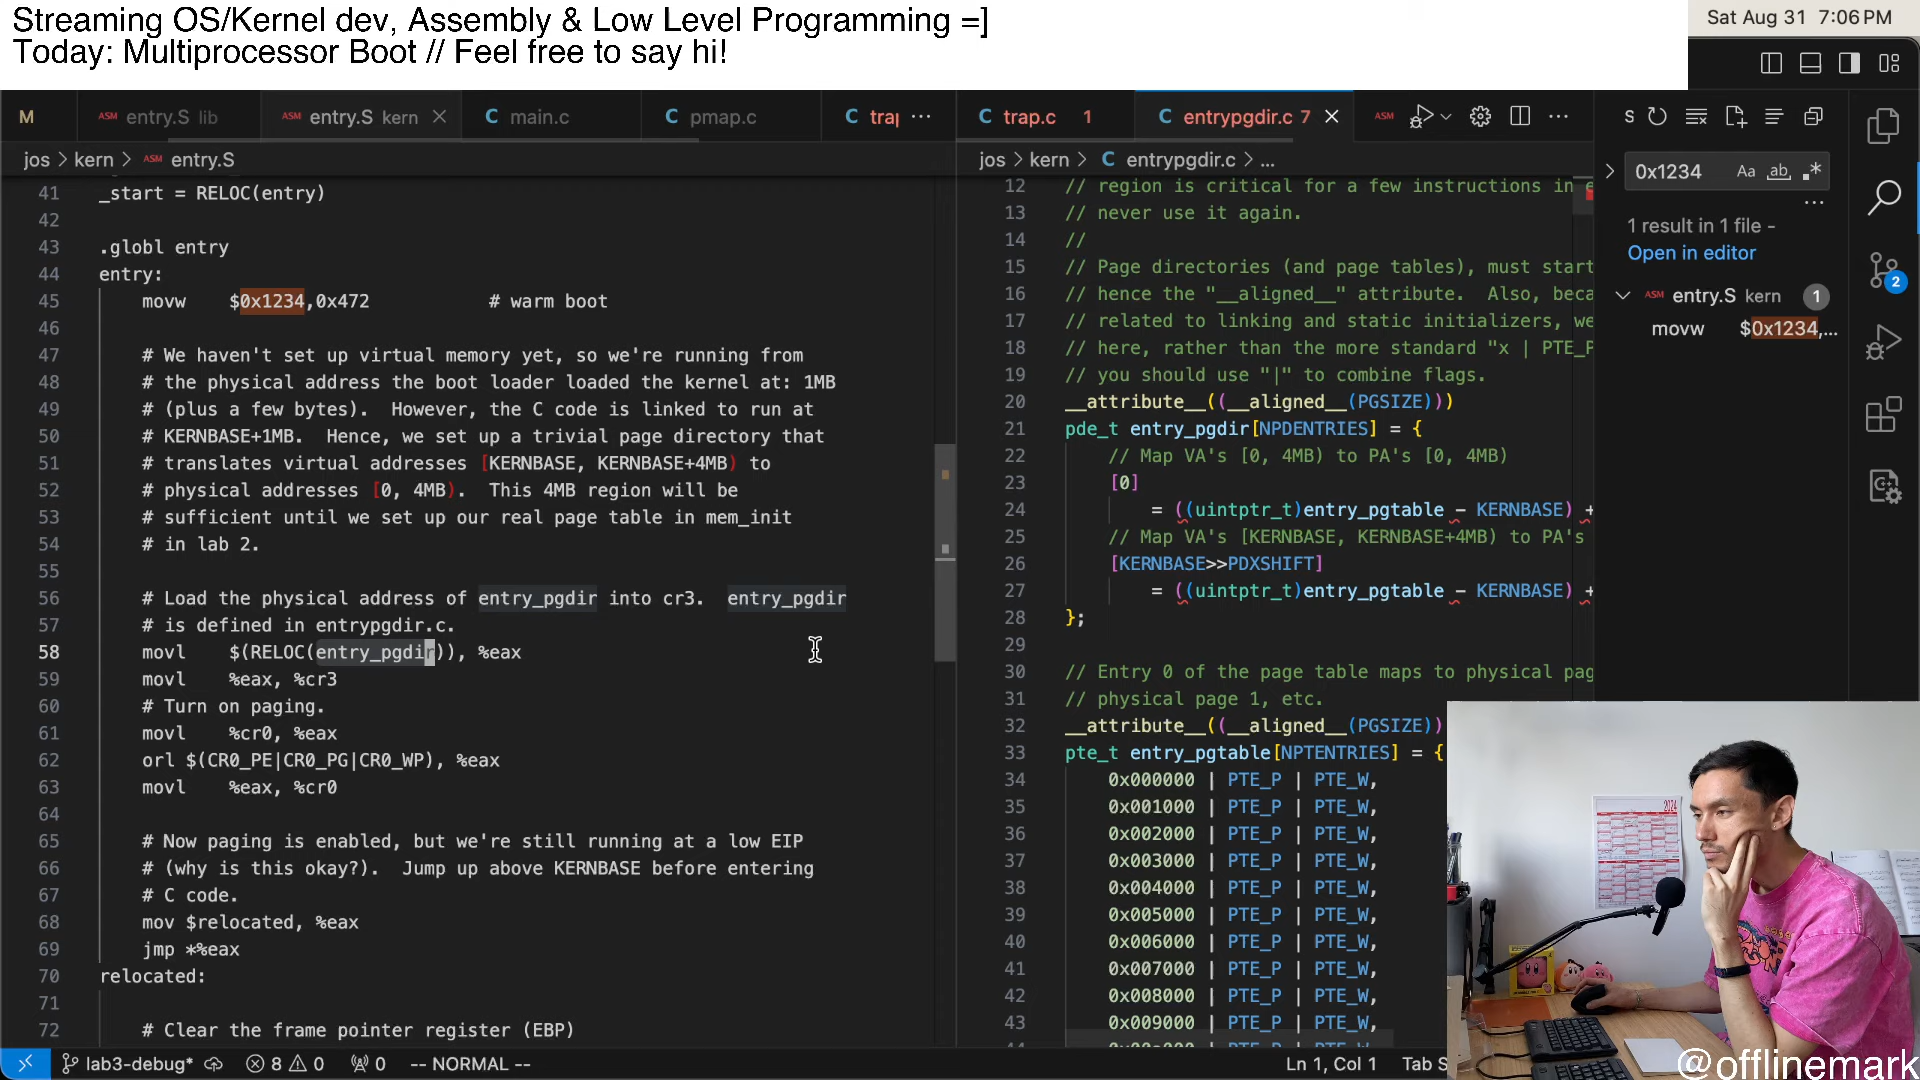 Streaming OS/Kernel dev, Assembly & Low Level Programming =]
Today: Multiprocessor Boot // Feel free to say hi!
Sat Aug 31 7:06 PM
M
ASM entry.S lib
ASM entry.S kern
C main.c
C pmap.c
C trap
C trap.c 1
C entrypgdir.c 7
ASM
jos > kern > ASM entry.S
jos > kern > C entrypgdir.c > ...
41 _start = RELOC(entry)
42
43 .globl entry
44 entry:
45 movw $0x1234,0x472 # warm boot
46
47 # We haven't set up virtual memory yet, so we're running from
48 # the physical address the boot loader loaded the kernel at: 1MB
49 # (plus a few bytes). However, the C code is linked to run at
50 # KERNBASE+1MB. Hence, we set up a trivial page directory that
51 # translates virtual addresses [KERNBASE, KERNBASE+4MB) to
52 # physical addresses [0, 4MB). This 4MB region will be
53 # sufficient until we set up our real page table in mem_init
54 # in lab 2.
55
56 # Load the physical address of entry_pgdir into cr3. entry_pgdir
57 # is defined in entrypgdir.c.
58 movl $(RELOC(entry_pgdir)), %eax
59 movl %eax, %cr3
60 # Turn on paging.
61 movl %cr0, %eax
62 orl $(CR0_PE|CR0_PG|CR0_WP), %eax
63 movl %eax, %cr0
64
65 # Now paging is enabled, but we're still running at a low EIP
66 # (why is this okay?). Jump up above KERNBASE before entering
67 # C code.
68 mov $relocated, %eax
69 jmp *%eax
70 relocated:
71
72 # Clear the frame pointer register (EBP)
12 // region is critical for a few instructions in e
13 // never use it again.
14 //
15 // Page directories (and page tables), must start
16 // hence the "__aligned__" attribute. Also, beca
17 // related to linking and static initializers, we
18 // here, rather than the more standard "x | PTE_P
19 // you should use "|" to combine flags.
20 __attribute__((__aligned__(PGSIZE)))
21 pde_t entry_pgdir[NPDENTRIES] = {
22 // Map VA's [0, 4MB) to PA's [0, 4MB)
23 [0]
24 = ((uintptr_t)entry_pgtable - KERNBASE) +
25 // Map VA's [KERNBASE, KERNBASE+4MB) to PA's
26 [KERNBASE>>PDXSHIFT]
27 = ((uintptr_t)entry_pgtable - KERNBASE) +
28 };
29
30 // Entry 0 of the page table maps to physical pag
31 // physical page 1, etc.
32 __attribute__((__aligned__(PGSIZE))
33 pte_t entry_pgtable[NPTENTRIES] = {
34 0x000000 | PTE_P | PTE_W,
35 0x001000 | PTE_P | PTE_W,
36 0x002000 | PTE_P | PTE_W,
37 0x003000 | PTE_P | PTE_W,
38 0x004000 | PTE_P | PTE_W,
39 0x005000 | PTE_P | PTE_W,
40 0x006000 | PTE_P | PTE_W,
41 0x007000 | PTE_P | PTE_W,
42 0x008000 | PTE_P | PTE_W,
43 0x009000 | PTE_P | PTE_W,
S
0x1234 Aa ab
1 result in 1 file -
Open in editor
ASM entry.S kern 1
movw $0x1234,...
2
2024
lab3-debug* 8 0 0 -- NORMAL --
Ln 1, Col 1 Tab S
@offlinemark